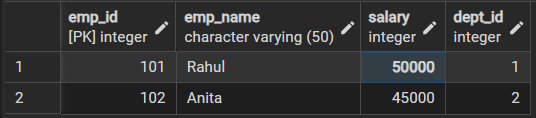 emp_id emp_name salary dept_id
[PK] integer character varying (50) integer integer
1 101 Rahul 50000 1
2 102 Anita 45000 2